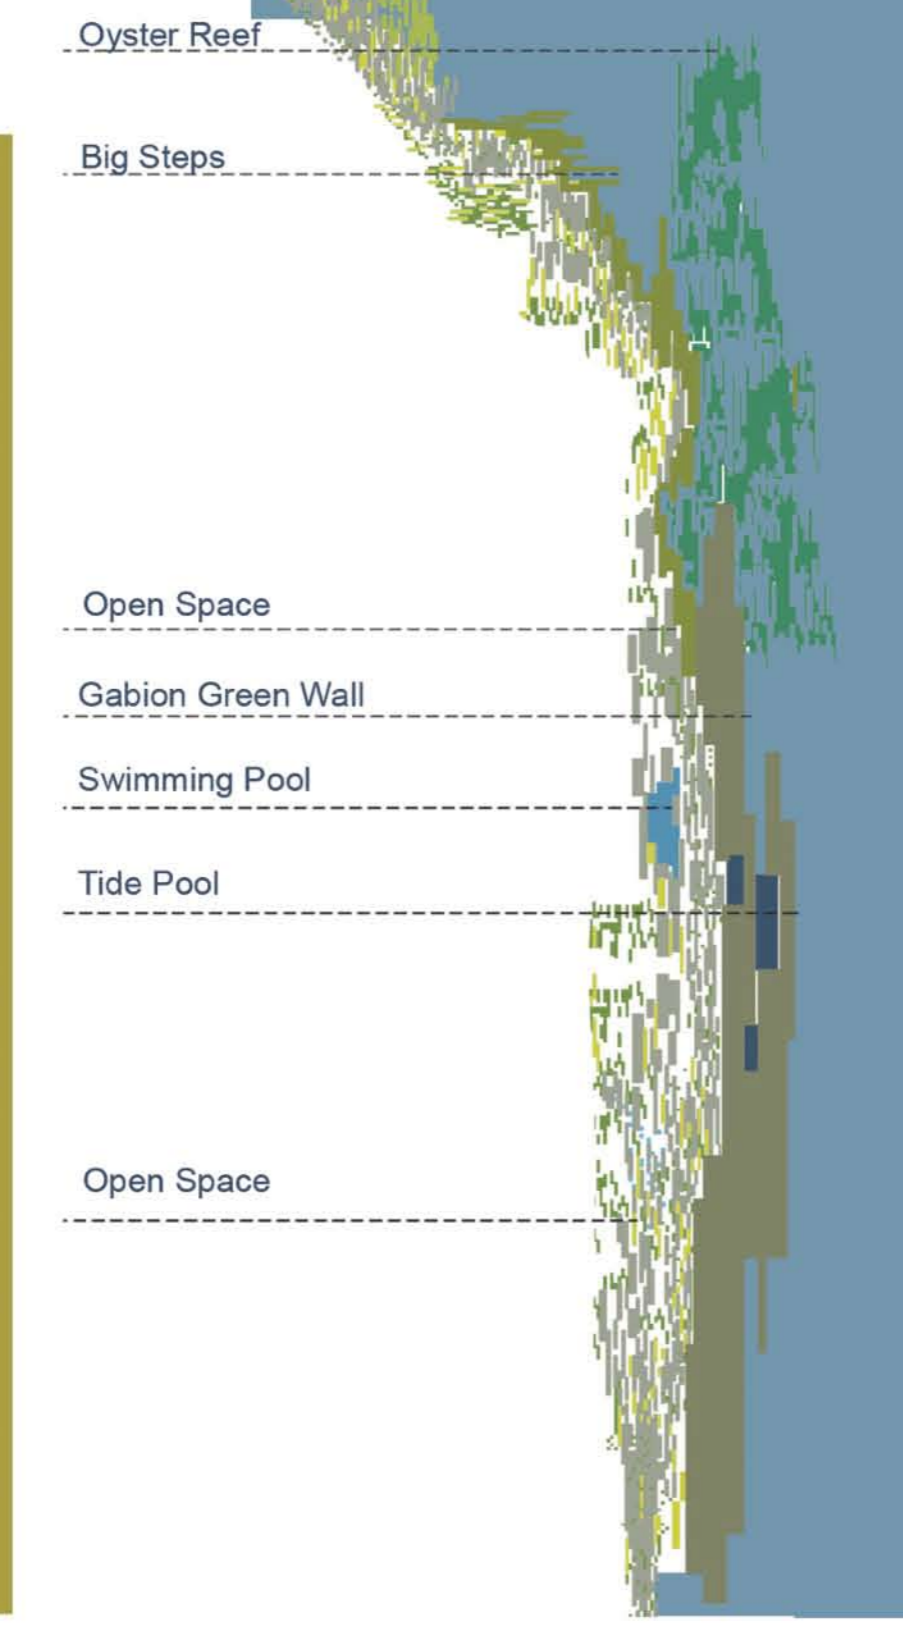 Oyster Reef
Big Steps
Open Space
Gabion Green Wall
Swimming Pool
Tide Pool
Open Space